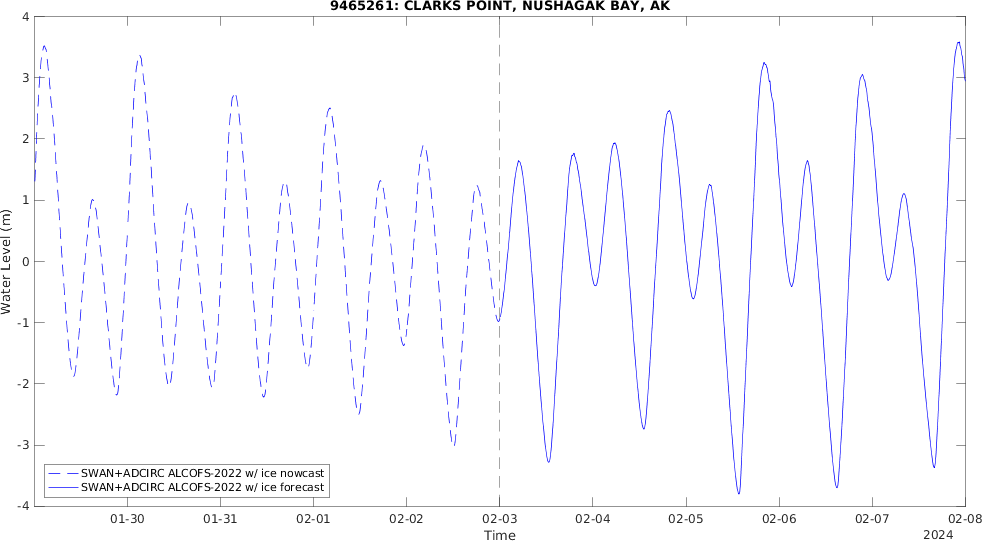 9465261: CLARKS POINT, NUSHAGAK BAY, AK
4
3
2
1
0
-1
-2
-3
-4
Water Level (m)
SWAN+ADCIRC ALCOFS-2022 w/ ice nowcast
SWAN+ADCIRC ALCOFS-2022 w/ ice forecast
01-30 01-31 02-01 02-02 02-03 02-04 02-05 02-06 02-07 02-08
Time
2024